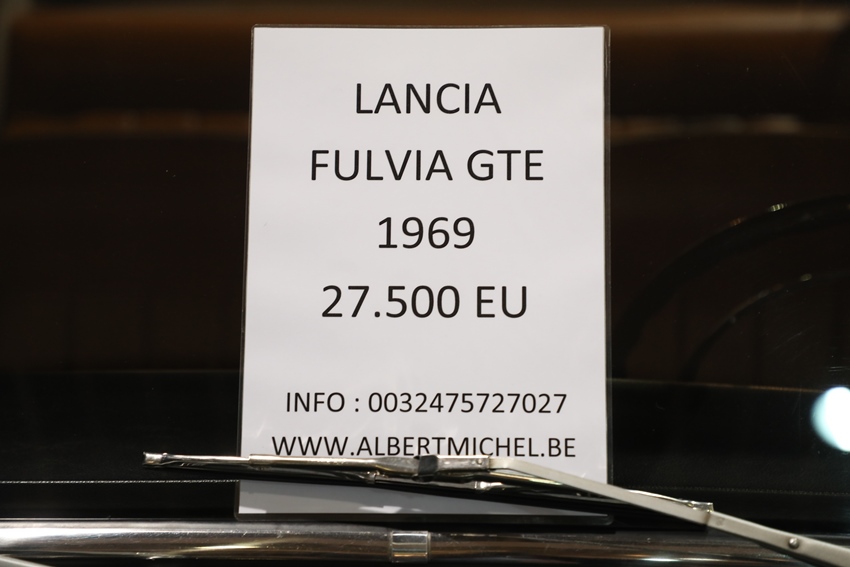 LANCIA
FULVIA GTE
1969
27.500 EU
INFO : 0032475727027
WWW.ALBERTMICHEL.BE